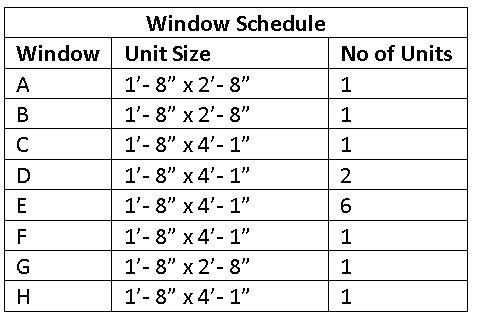 Window Schedule
Window Unit Size No of Units
A 1’- 8” x 2’- 8” 1
B 1’- 8” x 2’- 8” 1
C 1’- 8” x 4’- 1” 1
D 1’- 8” x 4’- 1” 2
E 1’- 8” x 4’- 1” 6
F 1’- 8” x 4’- 1” 1
G 1’- 8” x 2’- 8” 1
H 1’- 8” x 4’- 1” 1